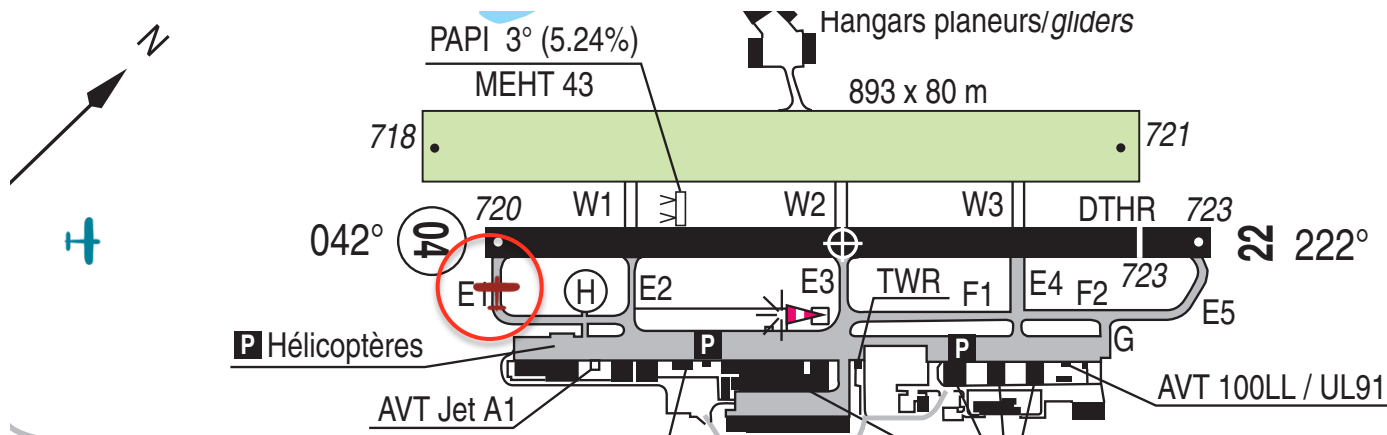 N
Hangars planeurs/gliders
PAPI 3° (5.24%)
MEHT 43
893 x 80 m
718
721
720
W1
W2
W3
DTHR
723
042°
04
22
222°
E1
H
E2
E3
TWR
F1
E4
F2
723
E5
P Hélicoptères
P
P
G
AVT Jet A1
AVT 100LL / UL91